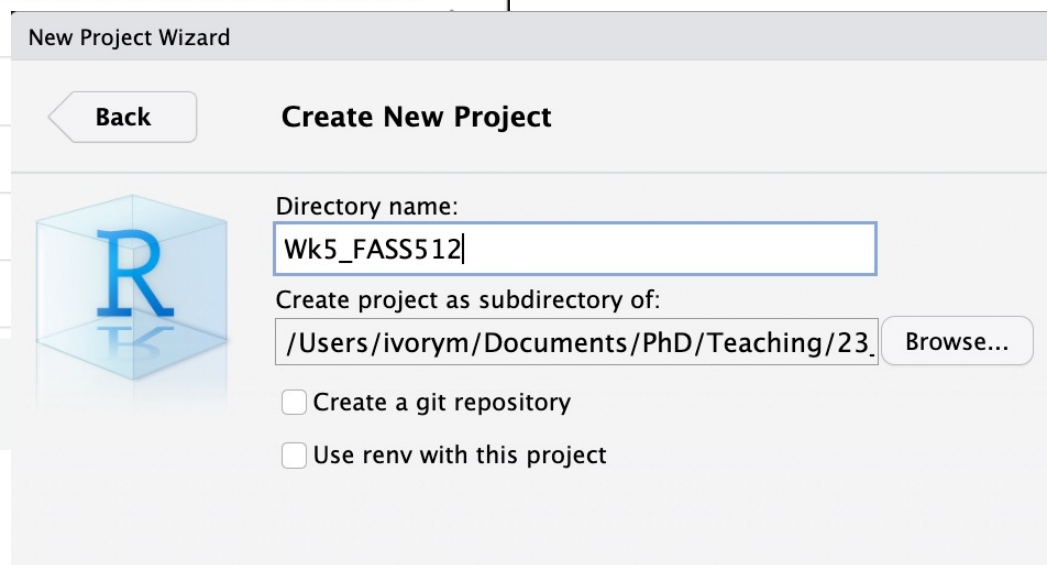 New Project Wizard
Back
Create New Project
R
Directory name:
Wk5_FASS512
Create project as subdirectory of:
/Users/ivorym/Documents/PhD/Teaching/23_
Browse...
Create a git repository
Use renv with this project